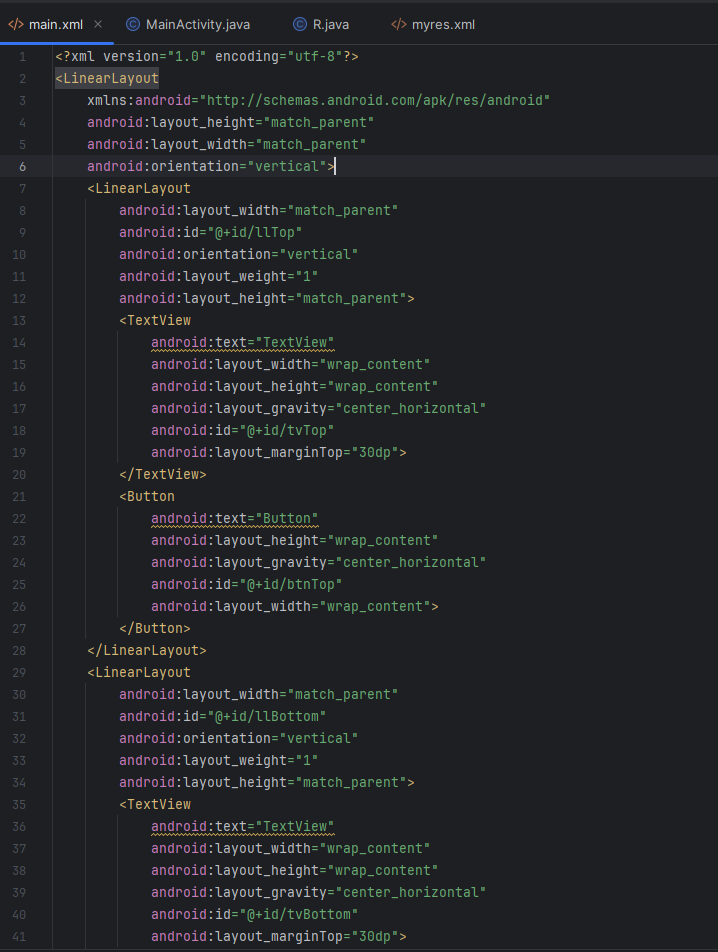 </> main.xml × © MainActivity.java © R.java </> myres.xml
1 <?xml version="1.0" encoding="utf-8"?>
2 <LinearLayout
3 xmlns:android="http://schemas.android.com/apk/res/android"
4 android:layout_height="match_parent"
5 android:layout_width="match_parent"
6 android:orientation="vertical">
7 <LinearLayout
8 android:layout_width="match_parent"
9 android:id="@+id/llTop"
10 android:orientation="vertical"
11 android:layout_weight="1"
12 android:layout_height="match_parent">
13 <TextView
14 android:text="TextView"
15 android:layout_width="wrap_content"
16 android:layout_height="wrap_content"
17 android:layout_gravity="center_horizontal"
18 android:id="@+id/tvTop"
19 android:layout_marginTop="30dp">
20 </TextView>
21 <Button
22 android:text="Button"
23 android:layout_height="wrap_content"
24 android:layout_gravity="center_horizontal"
25 android:id="@+id/btnTop"
26 android:layout_width="wrap_content">
27 </Button>
28 </LinearLayout>
29 <LinearLayout
30 android:layout_width="match_parent"
31 android:id="@+id/llBottom"
32 android:orientation="vertical"
33 android:layout_weight="1"
34 android:layout_height="match_parent">
35 <TextView
36 android:text="TextView"
37 android:layout_width="wrap_content"
38 android:layout_height="wrap_content"
39 android:layout_gravity="center_horizontal"
40 android:id="@+id/tvBottom"
41 android:layout_marginTop="30dp">